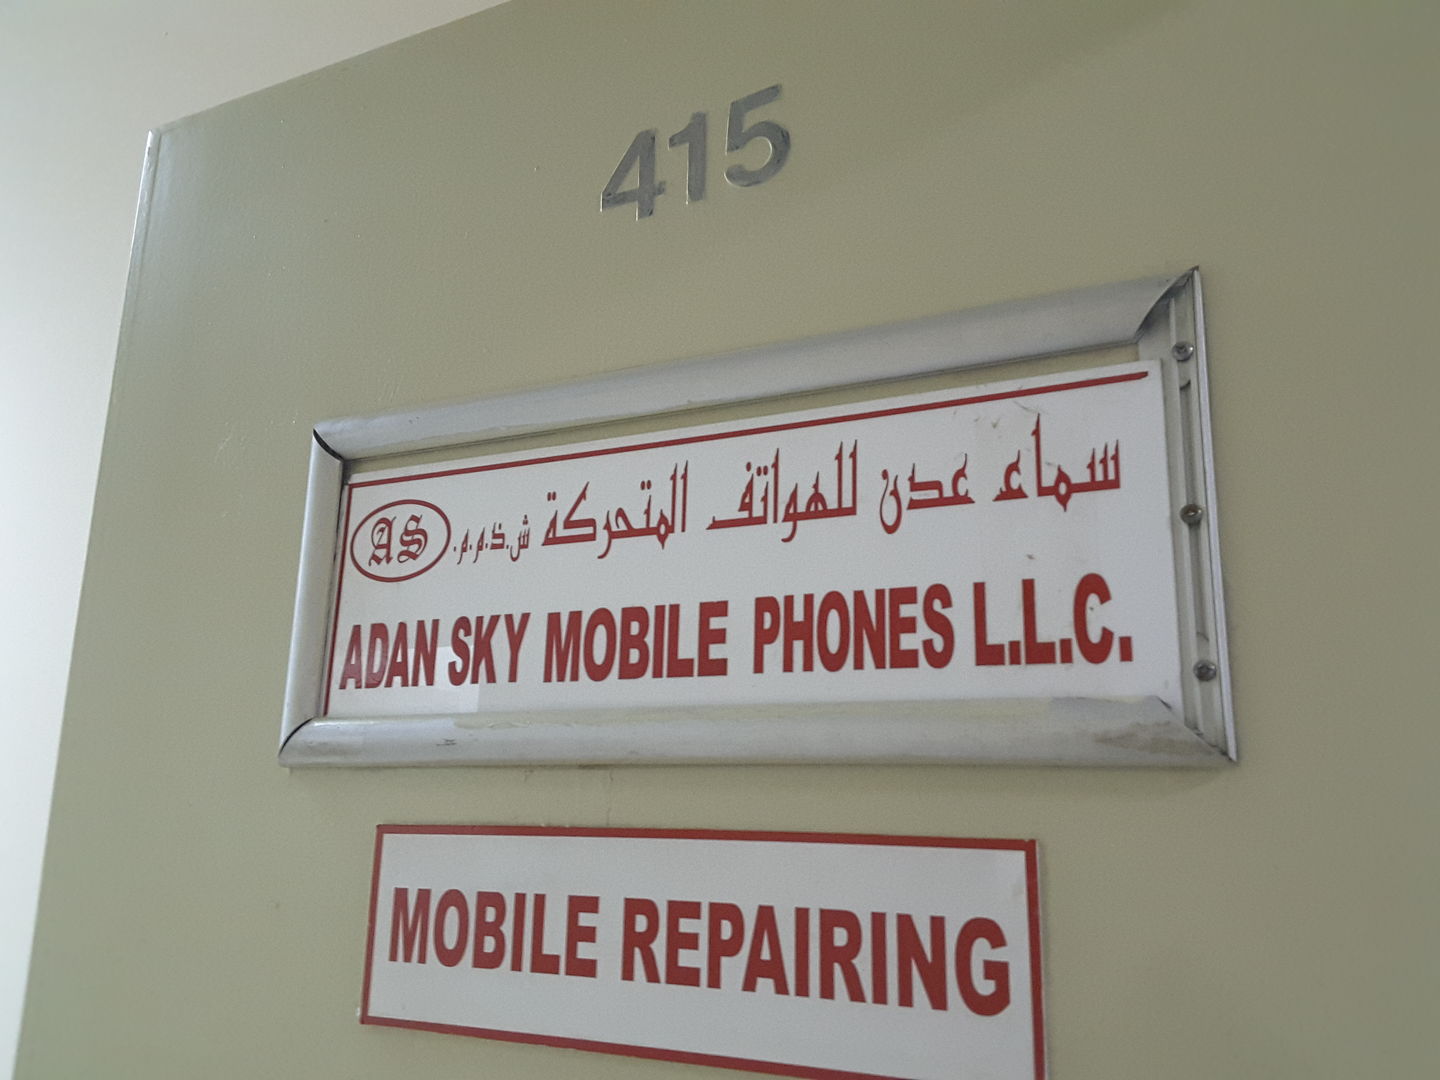 415
سماء عدن للهواتف المتحركة ش.ذ.م.م.
AS
ADAN SKY MOBILE PHONES L.L.C.
MOBILE REPAIRING